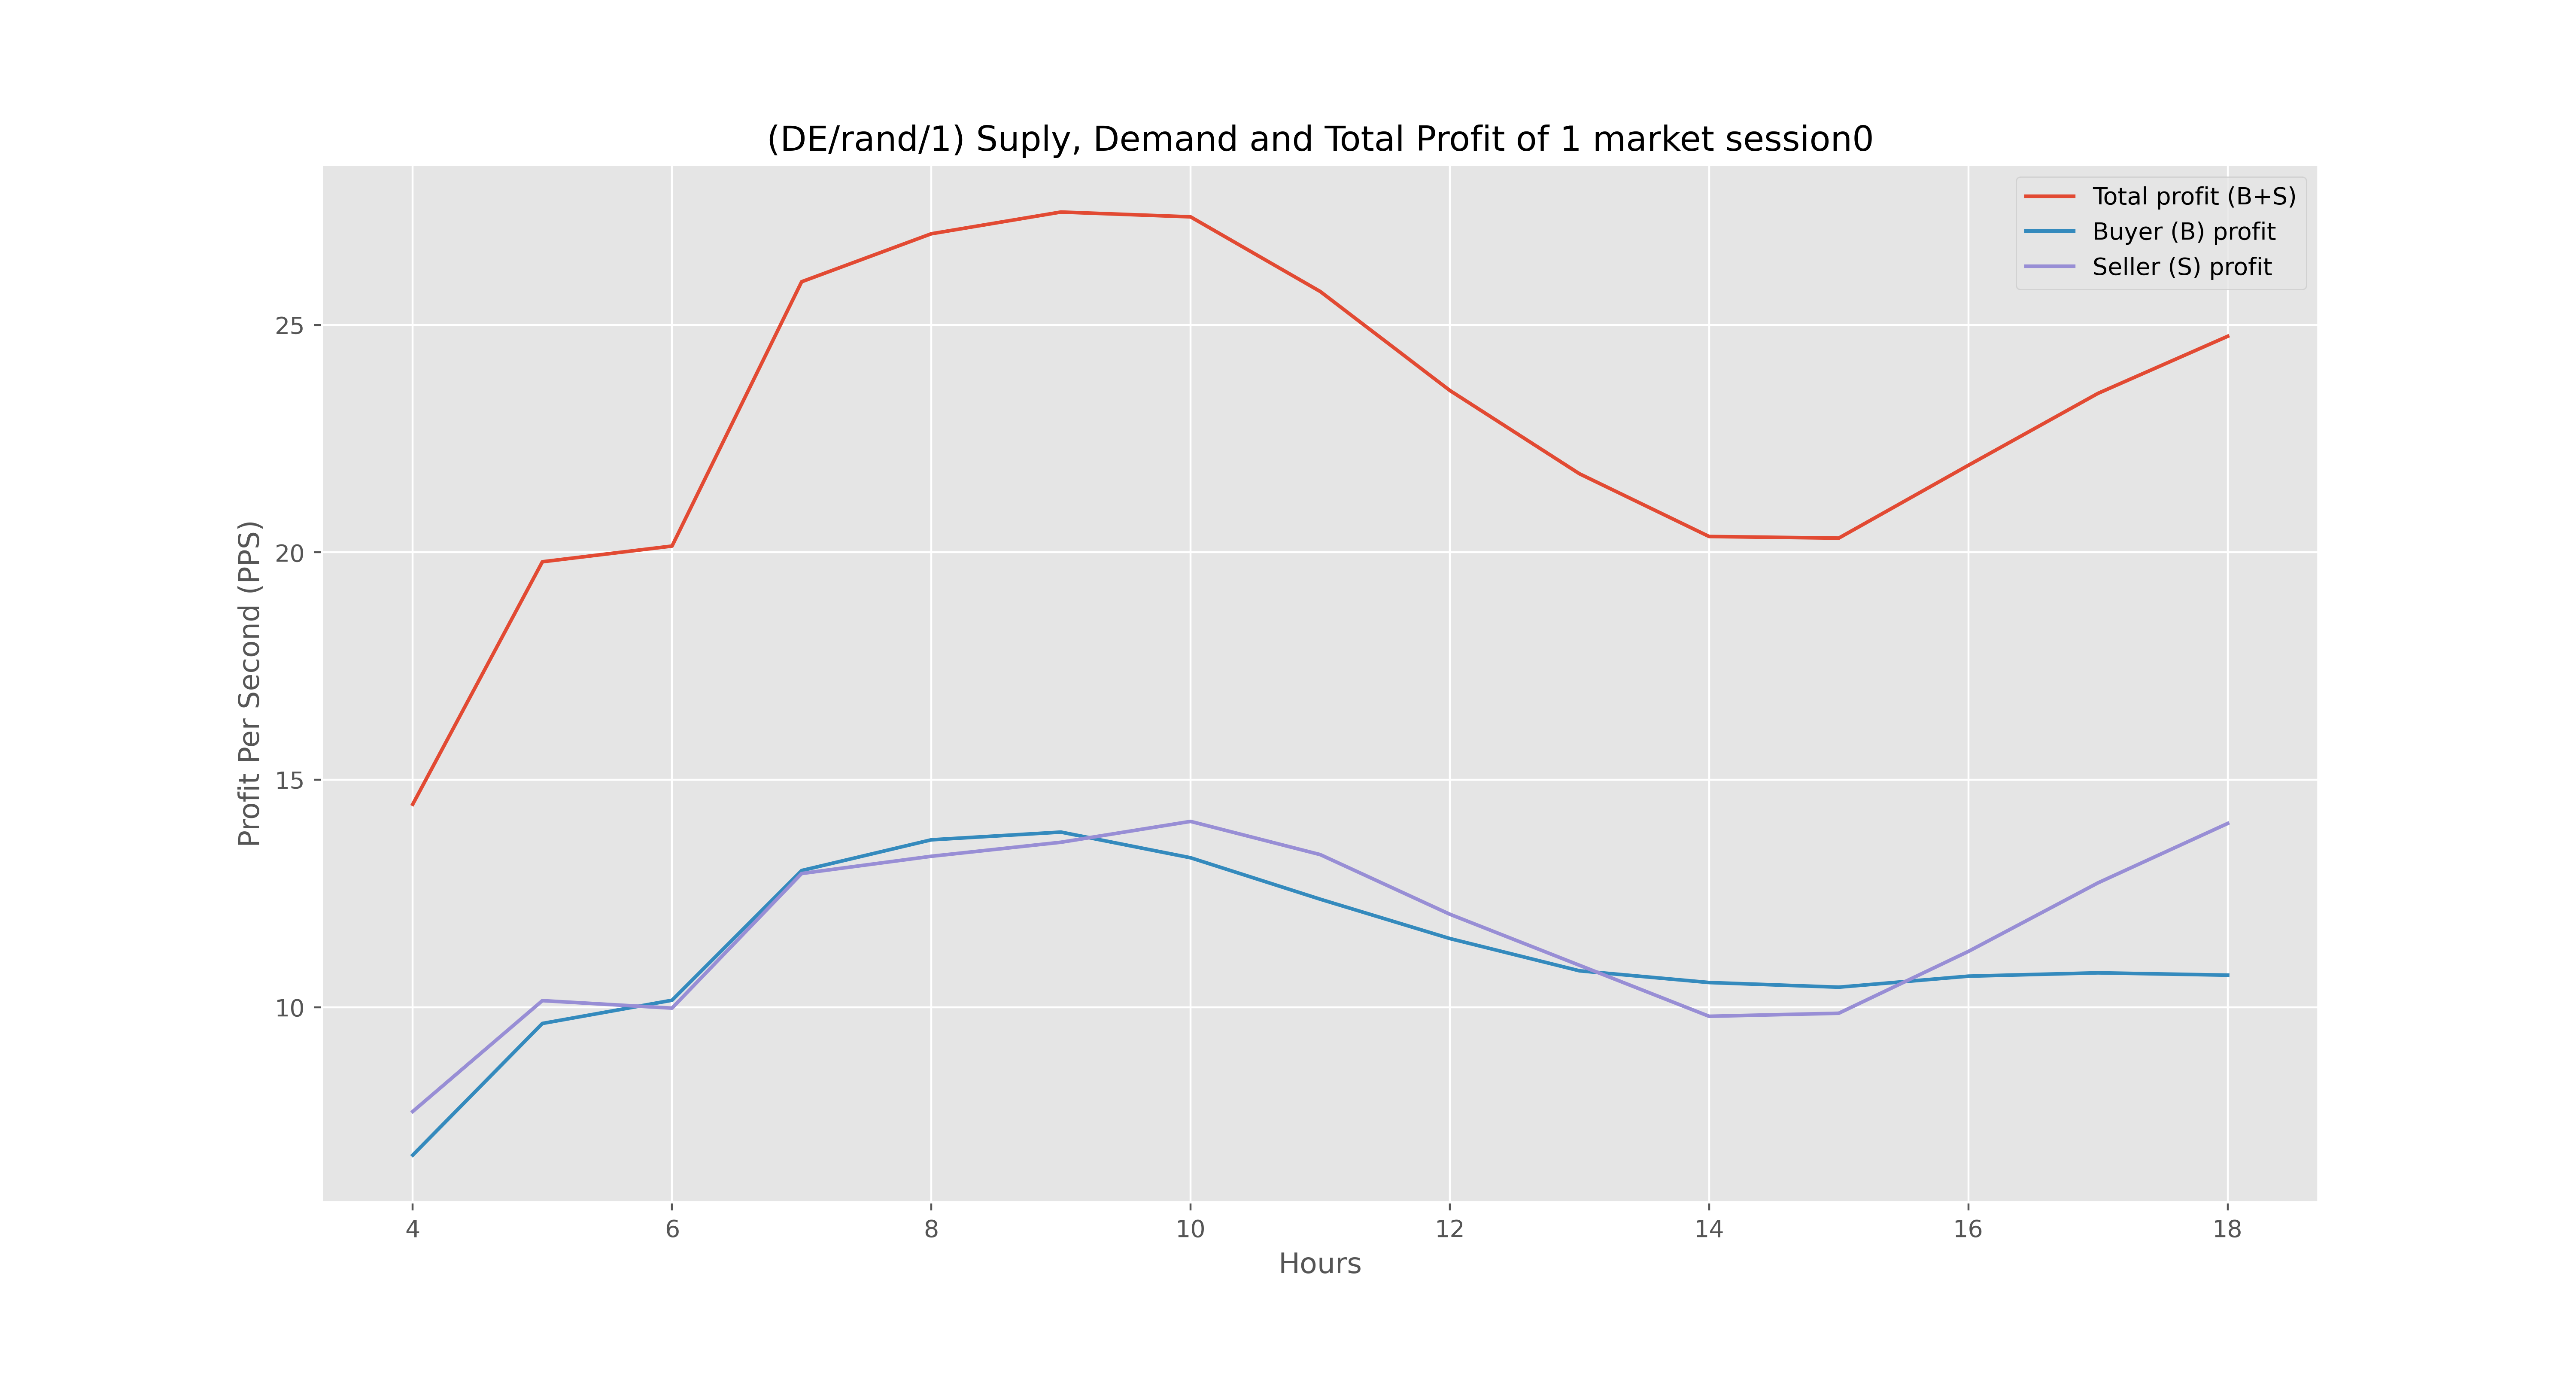 (DE/rand/1) Suply, Demand and Total Profit of 1 market session0
Total profit (B+S)
Buyer (B) profit
Seller (S) profit
Profit Per Second (PPS)
25
20
15
10
4 6 8 10 12 14 16 18
Hours